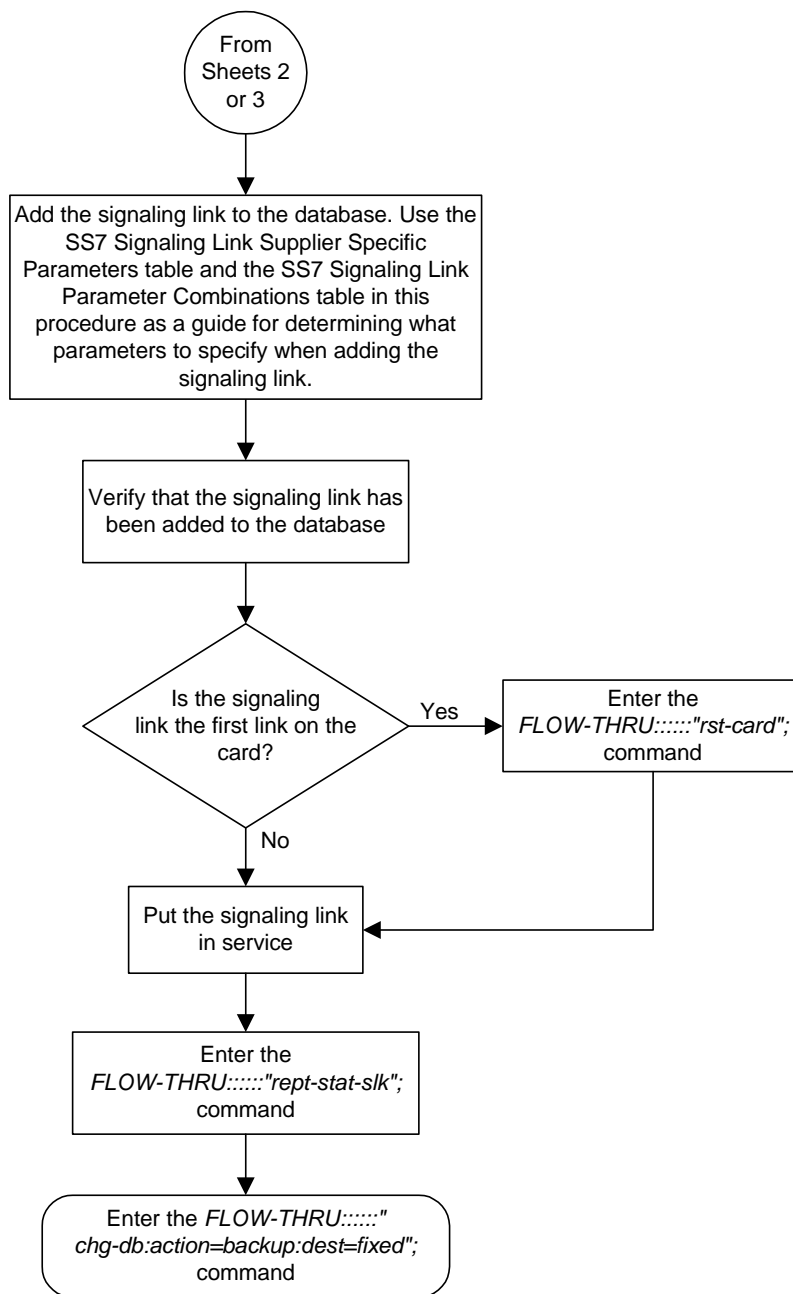 From
Sheets 2
or 3
Add the signaling link to the database. Use the
SS7 Signaling Link Supplier Specific
Parameters table and the SS7 Signaling Link
Parameter Combinations table in this
procedure as a guide for determining what
parameters to specify when adding the
signaling link.
Verify that the signaling link has
been added to the database
Is the signaling
link the first link on the
card?
Yes
Enter the
FLOW-THRU::::::"rst-card";
command
No
Put the signaling link
in service
Enter the
FLOW-THRU::::::"rept-stat-slk";
command
Enter the FLOW-THRU::::::"
chg-db:action=backup:dest=fixed";
command